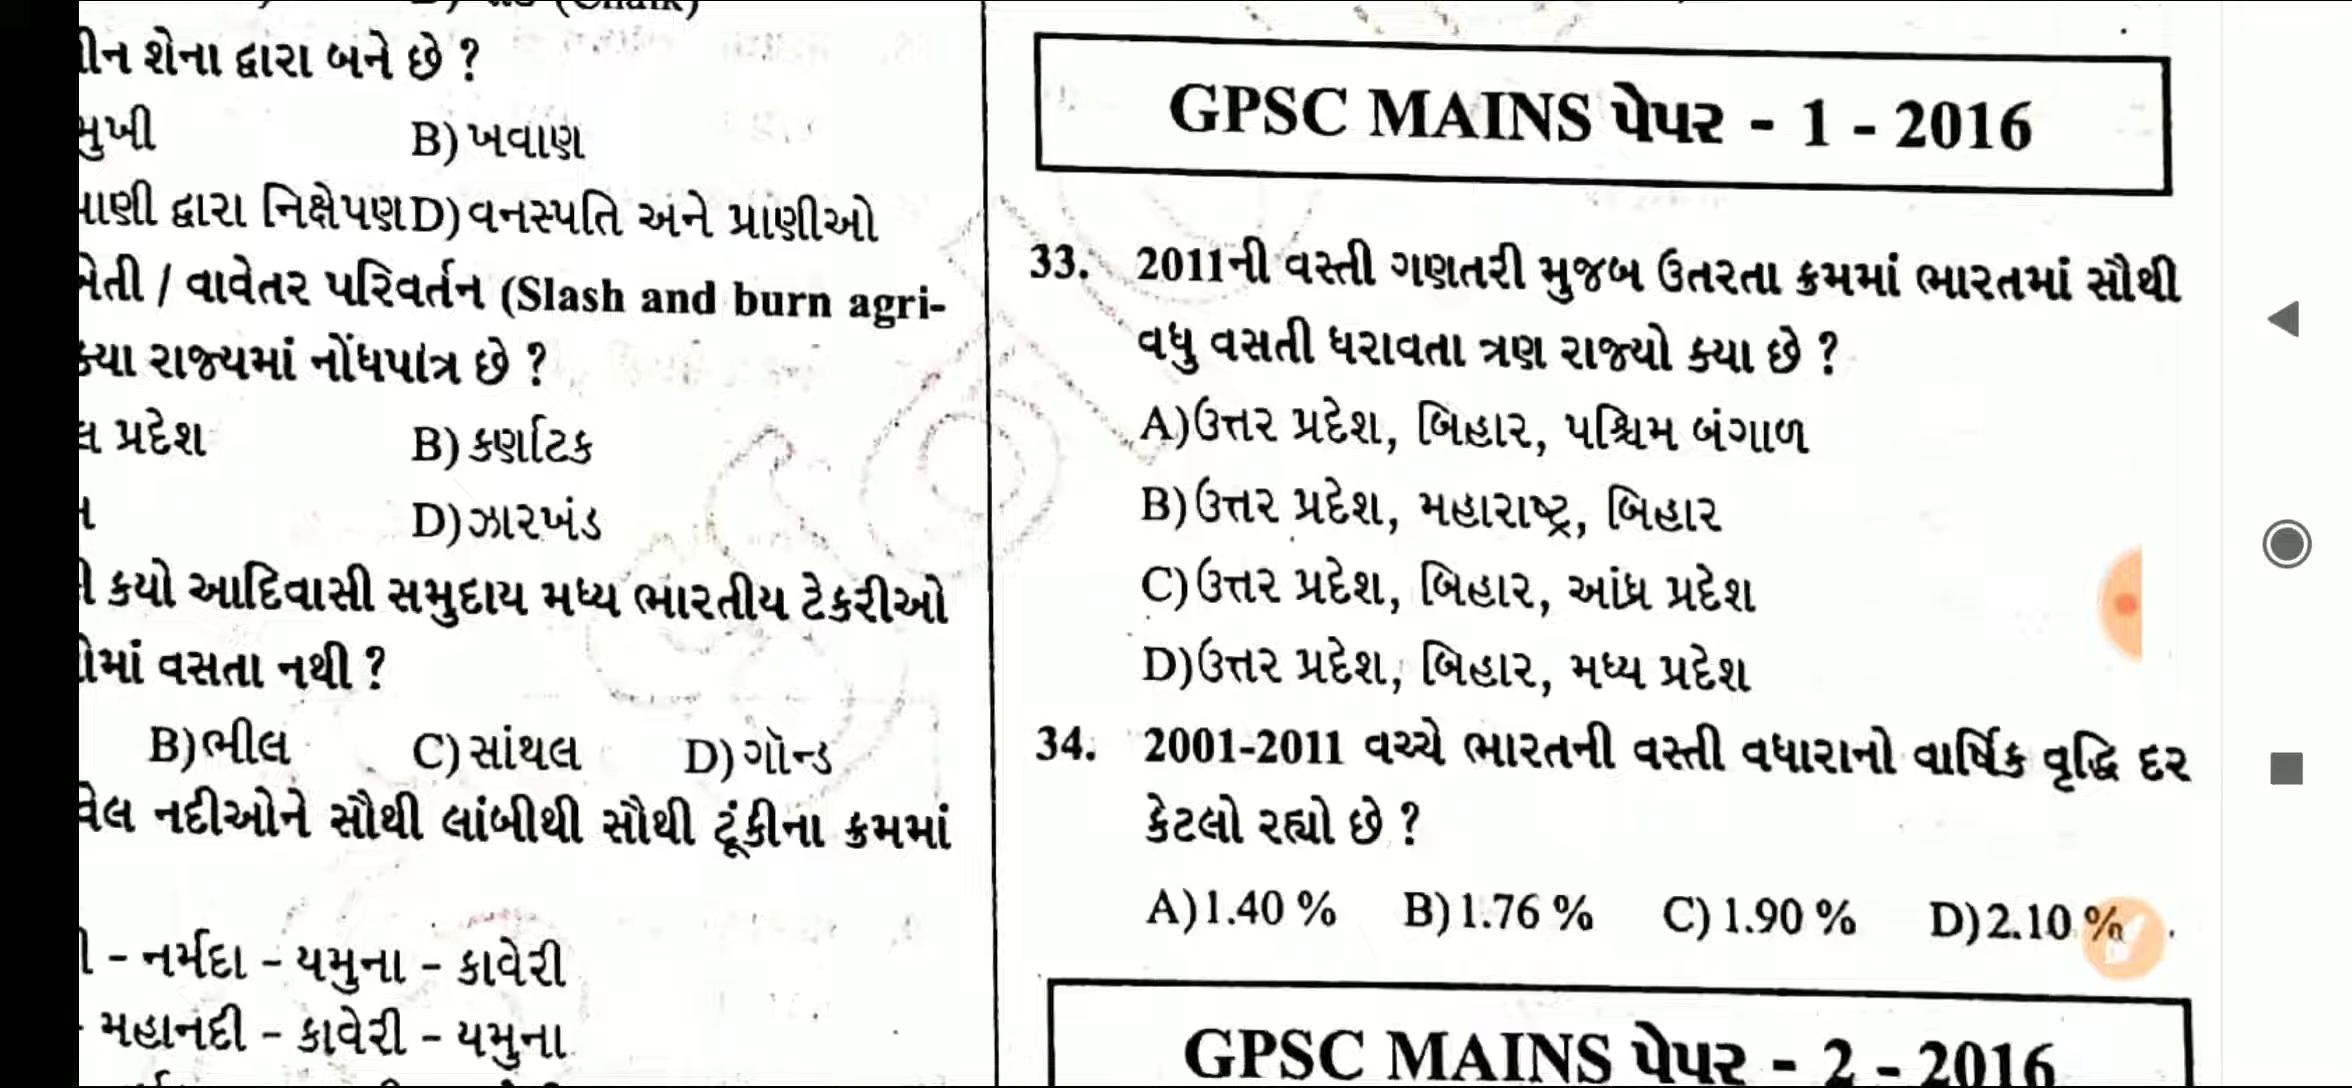 દ્વારા બને છે ?
B) ખવાણ
દ્વારા નિક્ષેપણ D) વનસ્પતિ અને પ્રાણીઓ
/ વાવેતર પરિવર્તન (Slash and burn agri-
રાજ્યમાં નોંધપાત્ર છે ?
પ્રદેશ B) કર્ણાટક
D) ઝારખંડ
કયો આદિવાસી સમુદાય મધ્ય ભારતીય ટેકરીઓ
વસતા નથી ?
B) ભીલ C) સાંથલ D) ગૉન્ડ
નદીઓને સૌથી લાંબીથી સૌથી ટૂંકીના ક્રમમાં
- નર્મદા - યમુના - કાવેરી
- મહાનદી - કાવેરી - યમુના
GPSC MAINS પેપર - 1 - 2016
33. 2011ની વસ્તી ગણતરી મુજબ ઉતરતા ક્રમમાં ભારતમાં સૌથી
વધુ વસતી ધરાવતા ત્રણ રાજ્યો ક્યા છે ?
A) ઉત્તર પ્રદેશ, બિહાર, પશ્ચિમ બંગાળ
B) ઉત્તર પ્રદેશ, મહારાષ્ટ્ર, બિહાર
C) ઉત્તર પ્રદેશ, બિહાર, આંધ્ર પ્રદેશ
D) ઉત્તર પ્રદેશ, બિહાર, મધ્ય પ્રદેશ
34. 2001-2011 વચ્ચે ભારતની વસ્તી વધારાનો વાર્ષિક વૃદ્ધિ દર
કેટલો રહ્યો છે ?
A) 1.40 % B) 1.76 % C) 1.90 % D) 2.10 %
GPSC MAINS પેપર - 2 - 2016